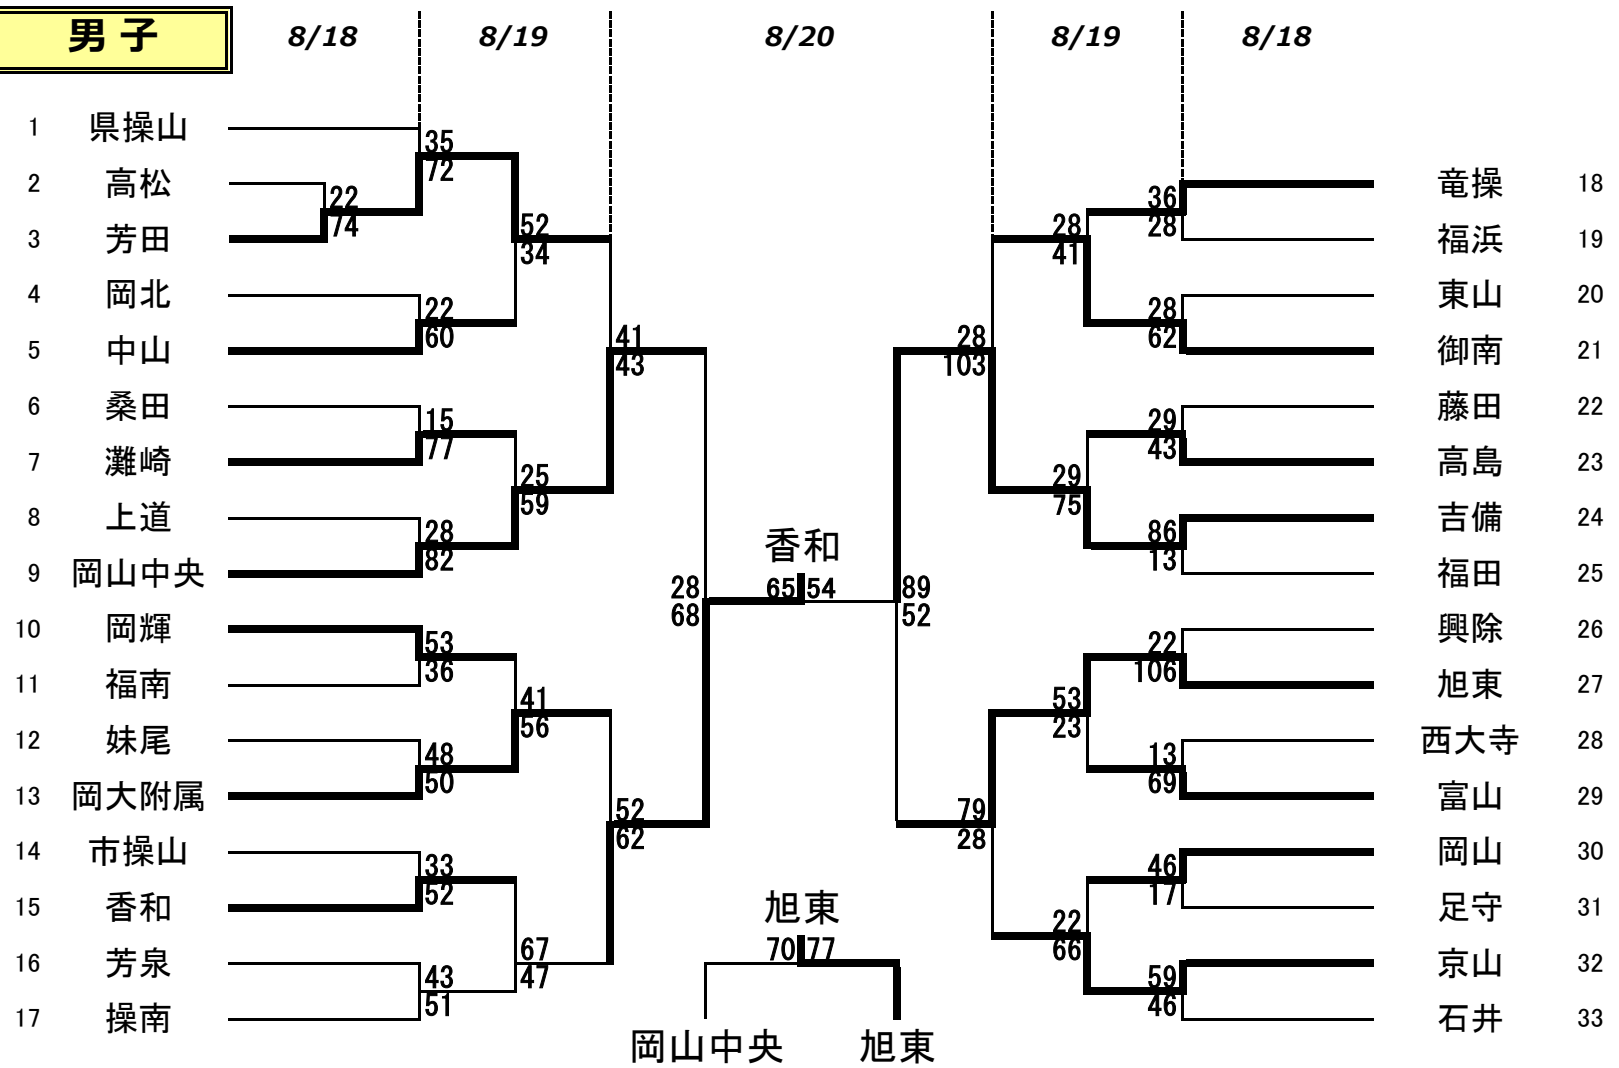 男子 8/18 8/19 8/20 8/19 8/18
1 県操山
35
72
2 高松
22
74
3 芳田
52
34
4 岡北
22
60
5 中山
41
43
6 桑田
15
77
7 灘崎
25
59
8 上道
28
82
9 岡山中央
28
68
10 岡輝
53
36
11 福南
41
56
12 妹尾
48
50
13 岡大附属
52
62
14 市操山
33
52
15 香和
67
47
16 芳泉
43
51
17 操南
香和
65 54
旭東
70 77
岡山中央 旭東
竜操 18
36
28
福浜 19
28
41
東山 20
28
62
御南 21
28
103
藤田 22
29
43
高島 23
29
75
吉備 24
86
13
福田 25
89
52
興除 26
22
106
旭東 27
53
23
西大寺 28
13
69
富山 29
79
28
岡山 30
46
17
足守 31
22
66
京山 32
59
46
石井 33